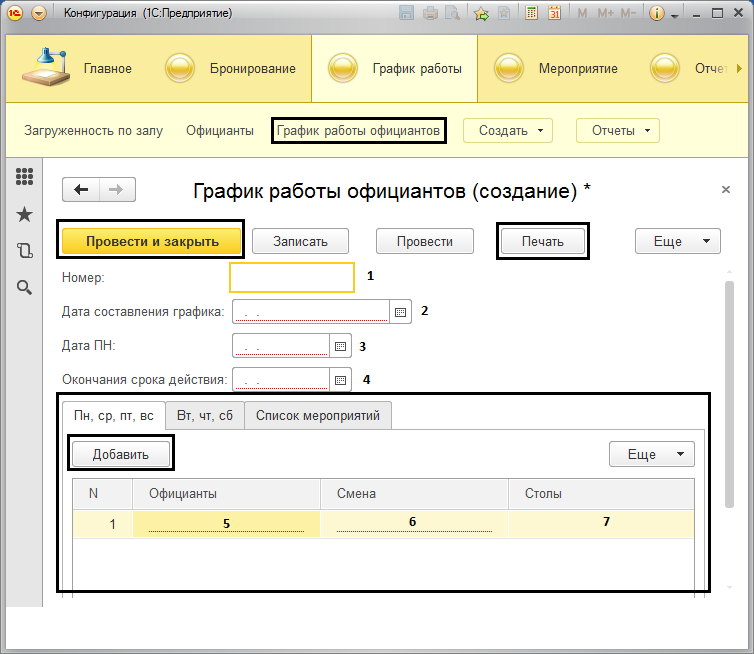 Конфигурация (1С:Предприятие)
31 M M+ M-
Главное Бронирование График работы Мероприятие Отчет
Загруженность по залу Официанты График работы официантов Создать Отчеты
График работы официантов (создание) *
Провести и закрыть Записать Провести Печать Еще
Номер: 1
Дата составления графика: . . 2
Дата ПН: . . 3
Окончания срока действия: . . 4
Пн, ср, пт, вс Вт, чт, сб Список мероприятий
Добавить Еще
N Официанты Смена Столы
1 5 6 7